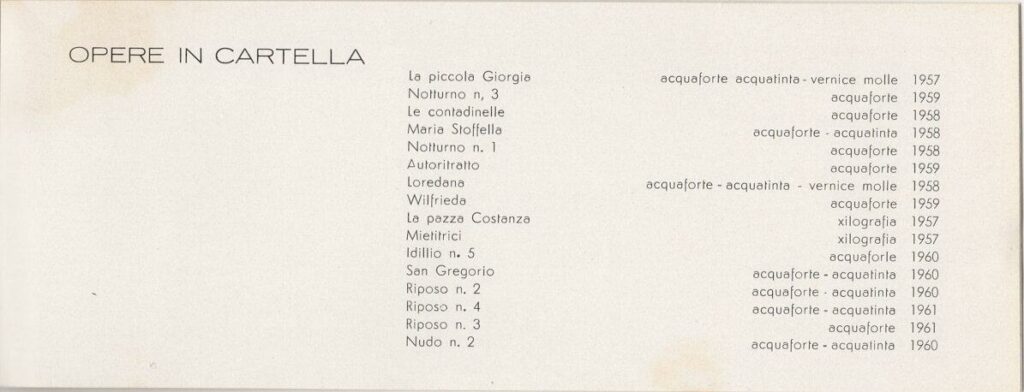 OPERE IN CARTELLA
La piccola Giorgia acquaforte acquatinta - vernice molle 1957
Notturno n, 3 acquaforte 1959
Le contadinelle acquaforte 1958
Maria Stoffella acquaforte - acquatinta 1958
Notturno n. 1 acquaforte 1958
Autoritratto acquaforte 1959
Loredana acquaforte - acquatinta - vernice molle 1958
Wilfrieda acquaforte 1959
La pazza Costanza xilografia 1957
Mietitrici xilografia 1957
Idillio n. 5 acquaforte 1960
San Gregorio acquaforte - acquatinta 1960
Riposo n. 2 acquaforte - acquatinta 1960
Riposo n. 4 acquaforte - acquatinta 1961
Riposo n. 3 acquaforte 1961
Nudo n. 2 acquaforte - acquatinta 1960